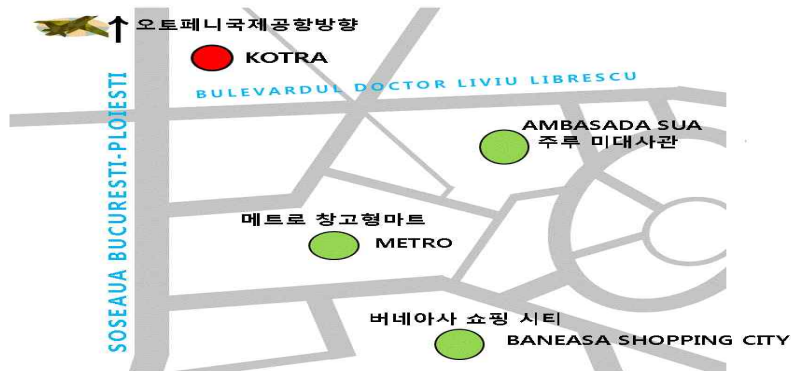 오토페니국제공항방향
KOTRA
BULEVARDUL DOCTOR LIVIU LIBRESCU
SOSEAUA BUCURESTI-PLOIESTI
AMBASADA SUA
주루 미대사관
메트로 창고형마트
METRO
버네아사 쇼핑 시티
BANEASA SHOPPING CITY